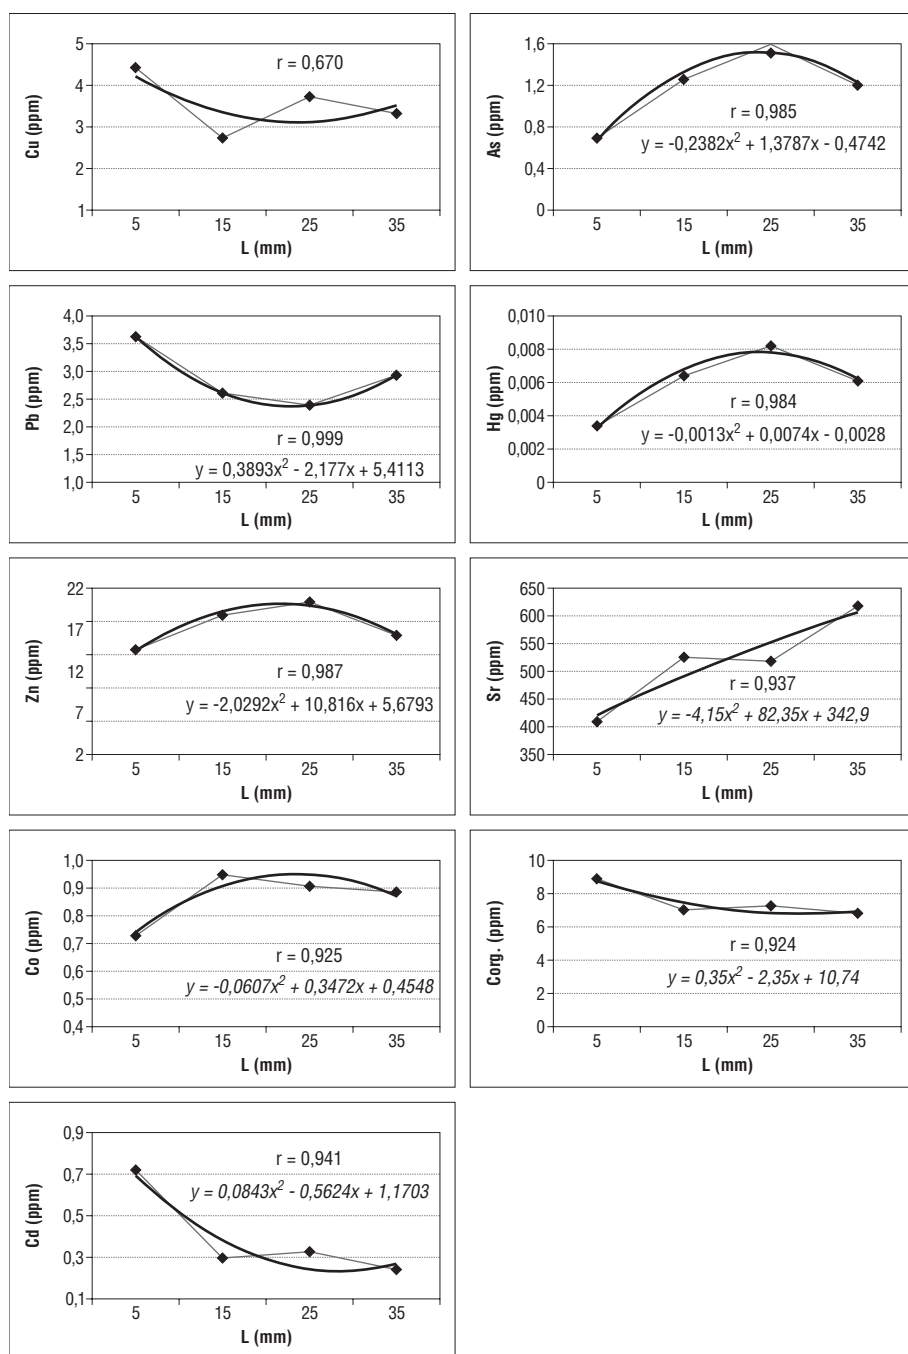 5
4
3
2
1
Cu (ppm)
r = 0,670
5 15 25 35
L (mm)
1,6
1,2
0,8
0,4
0
As (ppm)
r = 0,985
y = -0,2382x² + 1,3787x - 0,4742
5 15 25 35
L (mm)
4,0
3,5
3,0
2,5
2,0
1,5
1,0
Pb (ppm)
r = 0,999
y = 0,3893x² - 2,177x + 5,4113
5 15 25 35
L (mm)
0,010
0,008
0,006
0,004
0,002
0
Hg (ppm)
r = 0,984
y = -0,0013x² + 0,0074x - 0,0028
5 15 25 35
L (mm)
22
17
12
7
2
Zn (ppm)
r = 0,987
y = -2,0292x² + 10,816x + 5,6793
5 15 25 35
L (mm)
650
600
550
500
450
400
350
Sr (ppm)
r = 0,937
y = -4,15x² + 82,35x + 342,9
5 15 25 35
L (mm)
1,0
0,9
0,8
0,7
0,6
0,5
0,4
Co (ppm)
r = 0,925
y = -0,0607x² + 0,3472x + 0,4548
5 15 25 35
L (mm)
10
8
6
4
2
0
Corg. (ppm)
r = 0,924
y = 0,35x² - 2,35x + 10,74
5 15 25 35
L (mm)
0,9
0,7
0,5
0,3
0,1
Cd (ppm)
r = 0,941
y = 0,0843x² - 0,5624x + 1,1703
5 15 25 35
L (mm)